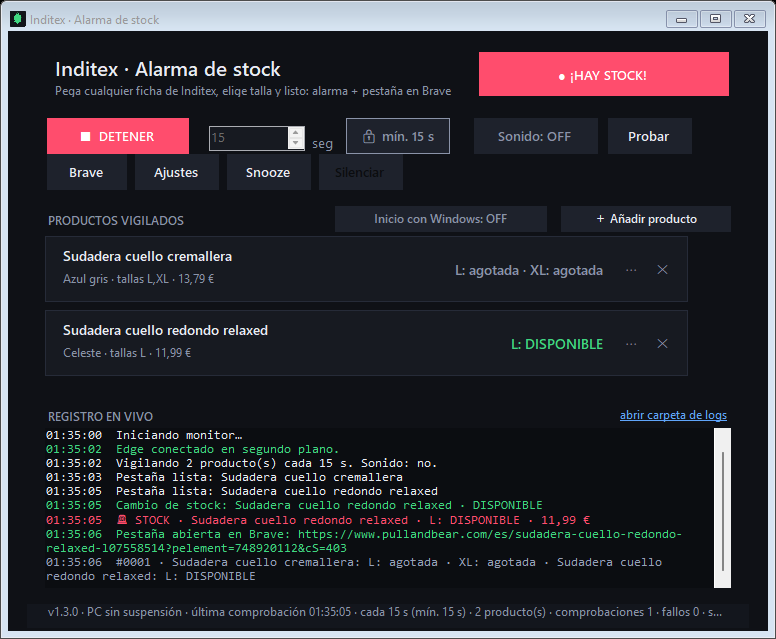 Inditex · Alarma de stock
Inditex · Alarma de stock
Pega cualquier ficha de Inditex, elige talla y listo: alarma + pestaña en Brave
● ¡HAY STOCK!
■ DETENER
15
seg
mín. 15 s
Sonido: OFF
Probar
Brave
Ajustes
Snooze
Silenciar
PRODUCTOS VIGILADOS
Inicio con Windows: OFF
+ Añadir producto
Sudadera cuello cremallera
Azul gris · tallas L,XL · 13,79 €
L: agotada · XL: agotada
Sudadera cuello redondo relaxed
Celeste · tallas L · 11,99 €
L: DISPONIBLE
REGISTRO EN VIVO
abrir carpeta de logs
01:35:00 Iniciando monitor…
01:35:02 Edge conectado en segundo plano.
01:35:02 Vigilando 2 producto(s) cada 15 s. Sonido: no.
01:35:03 Pestaña lista: Sudadera cuello cremallera
01:35:05 Pestaña lista: Sudadera cuello redondo relaxed
01:35:05 Cambio de stock: Sudadera cuello redondo relaxed · DISPONIBLE
01:35:05 🚨 STOCK · Sudadera cuello redondo relaxed · L: DISPONIBLE · 11,99 €
01:35:06 Pestaña abierta en Brave: https://www.pullandbear.com/es/sudadera-cuello-redondo-
relaxed-l07558514?pelement=748920112&cS=403
01:35:06 #0001 · Sudadera cuello cremallera: L: agotada · XL: agotada · Sudadera cuello
redondo relaxed: L: DISPONIBLE
v1.3.0 · PC sin suspensión · última comprobación 01:35:05 · cada 15 s (mín. 15 s) · 2 producto(s) · comprobaciones 1 · fallos 0 · s...